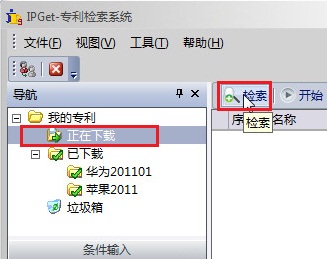 IPGet-专利检索系统
文件(F) 视图(V) 工具(T) 帮助(H)
导航
我的专利
正在下载
已下载
华为201101
苹果2011
垃圾箱
条件输入
检索 开始
序 名称
检索